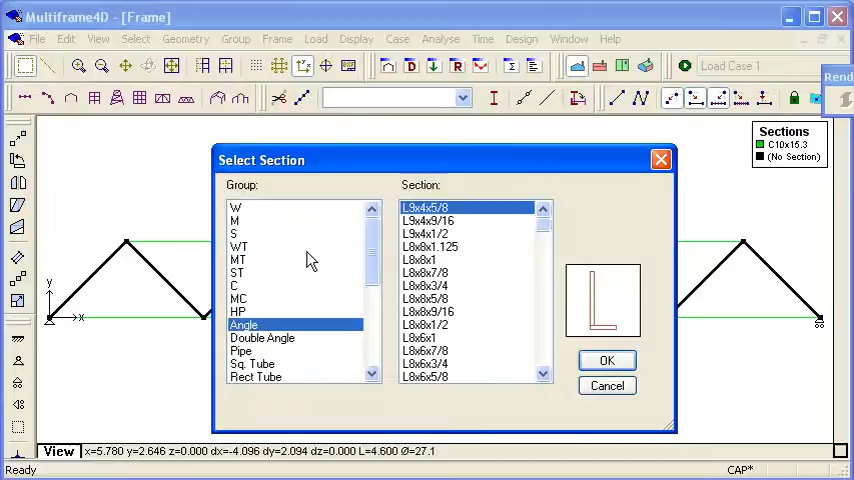 Multiframe4D - [Frame]
File Edit View Select Geometry Group Frame Load Display Case Analyse Time Design Window Help
D R Load Case 1
Rend
Sections
C10x15.3
(No Section)
Select Section
Group: Section:
W L9x4x5/8
M L9x4x9/16
S L9x4x1/2
WT L8x8x1.125
MT L8x8x1
ST L8x8x7/8
C L8x8x3/4
MC L8x8x5/8
HP L8x8x9/16
Angle L8x8x1/2
Double Angle L8x6x1
Pipe L8x6x7/8
Sq. Tube L8x6x3/4
Rect Tube L8x6x5/8
OK
Cancel
y
x
View x=5.780 y=2.646 z=0.000 dx=-4.096 dy=2.094 dz=0.000 L=4.600 Ø=27.1
Ready CAP*